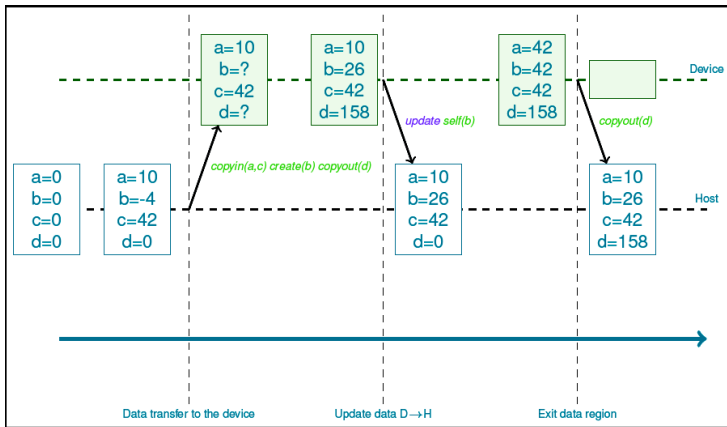 a=10
b=?
c=42
d=?
a=10
b=26
c=42
d=158
a=42
b=42
c=42
d=158
Device
update self(b)
copyout(d)
copyin(a,c) create(b) copyout(d)
a=0
b=0
c=0
d=0
a=10
b=-4
c=42
d=0
a=10
b=26
c=42
d=0
a=10
b=26
c=42
d=158
Host
Data transfer to the device
Update data D→H
Exit data region